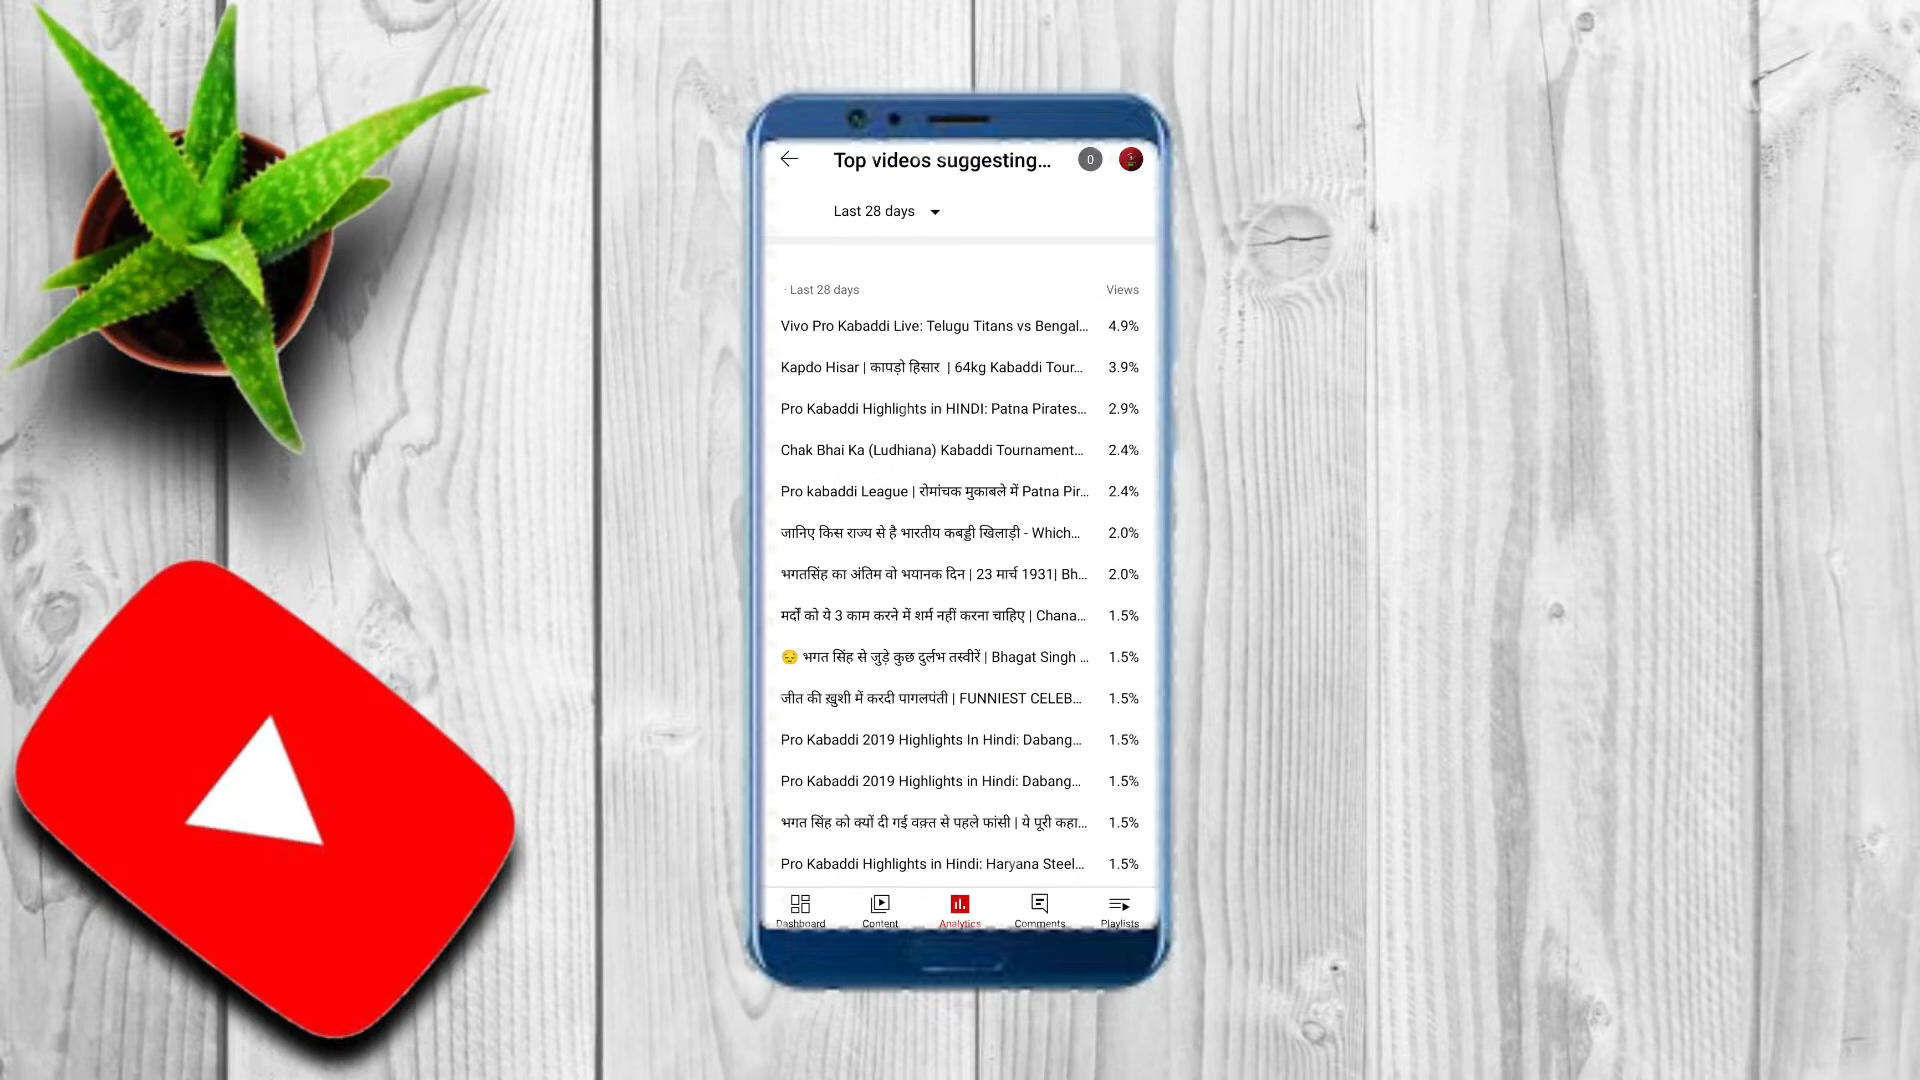 Top videos suggesting...
0
Last 28 days
· Last 28 days Views
Vivo Pro Kabaddi Live: Telugu Titans vs Bengal... 4.9%
Kapdo Hisar | कापड़ो हिसार | 64kg Kabaddi Tour... 3.9%
Pro Kabaddi Highlights in HINDI: Patna Pirates... 2.9%
Chak Bhai Ka (Ludhiana) Kabaddi Tournament... 2.4%
Pro kabaddi League | रोमांचक मुकाबले में Patna Pir... 2.4%
जानिए किस राज्य से है भारतीय कबड्डी खिलाड़ी - Which... 2.0%
भगतसिंह का अंतिम वो भयानक दिन | 23 मार्च 1931| Bh... 2.0%
मर्दों को ये 3 काम करने में शर्म नहीं करना चाहिए | Chana... 1.5%
😔 भगत सिंह से जुड़े कुछ दुर्लभ तस्वीरें | Bhagat Singh ... 1.5%
जीत की ख़ुशी में करदी पागलपंती | FUNNIEST CELEB... 1.5%
Pro Kabaddi 2019 Highlights In Hindi: Dabang... 1.5%
Pro Kabaddi 2019 Highlights in Hindi: Dabang... 1.5%
भगत सिंह को क्यों दी गई वक़्त से पहले फांसी | ये पूरी कहा... 1.5%
Pro Kabaddi Highlights in Hindi: Haryana Steel... 1.5%
Dashboard Content Analytics Comments Playlists